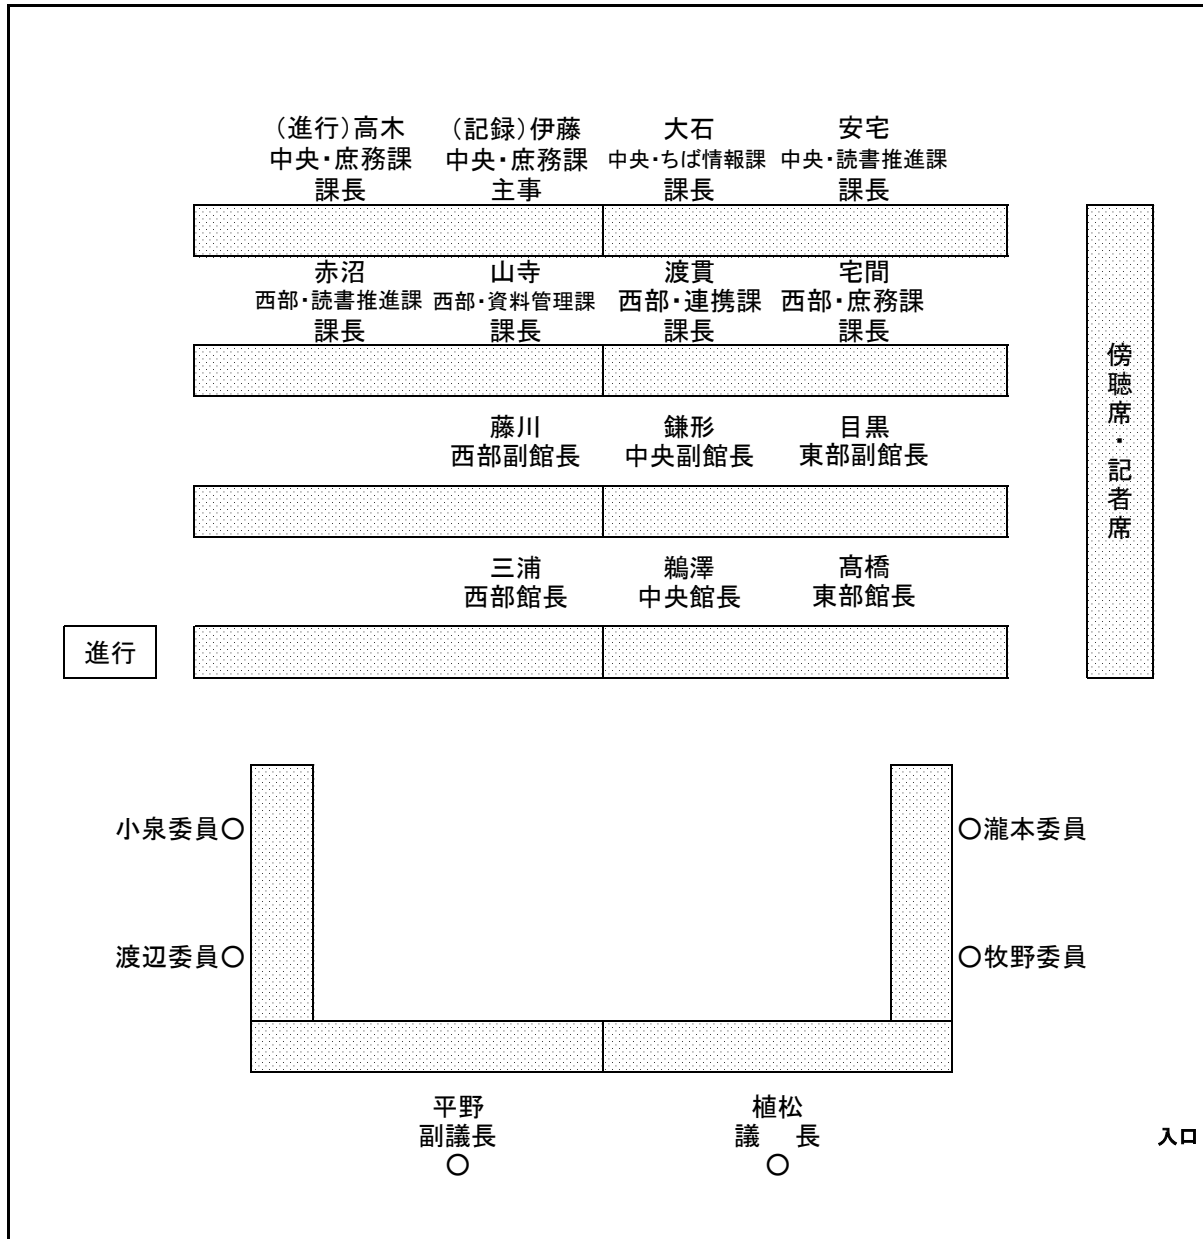 （進行）高木　（記録）伊藤　大石　安宅
中央・庶務課　中央・庶務課　中央・ちば情報課　中央・読書推進課
課長　主事　課長　課長
赤沼　山寺　渡貫　宅間
西部・読書推進課　西部・資料管理課　西部・連携課　西部・庶務課
課長　課長　課長　課長
藤川　鎌形　目黒
西部副館長　中央副館長　東部副館長
三浦　鵜澤　髙橋
西部館長　中央館長　東部館長
傍聴席・記者席
進行
小泉委員○　○瀧本委員
渡辺委員○　○牧野委員
平野　植松
副議長　議　長
○　○
入口